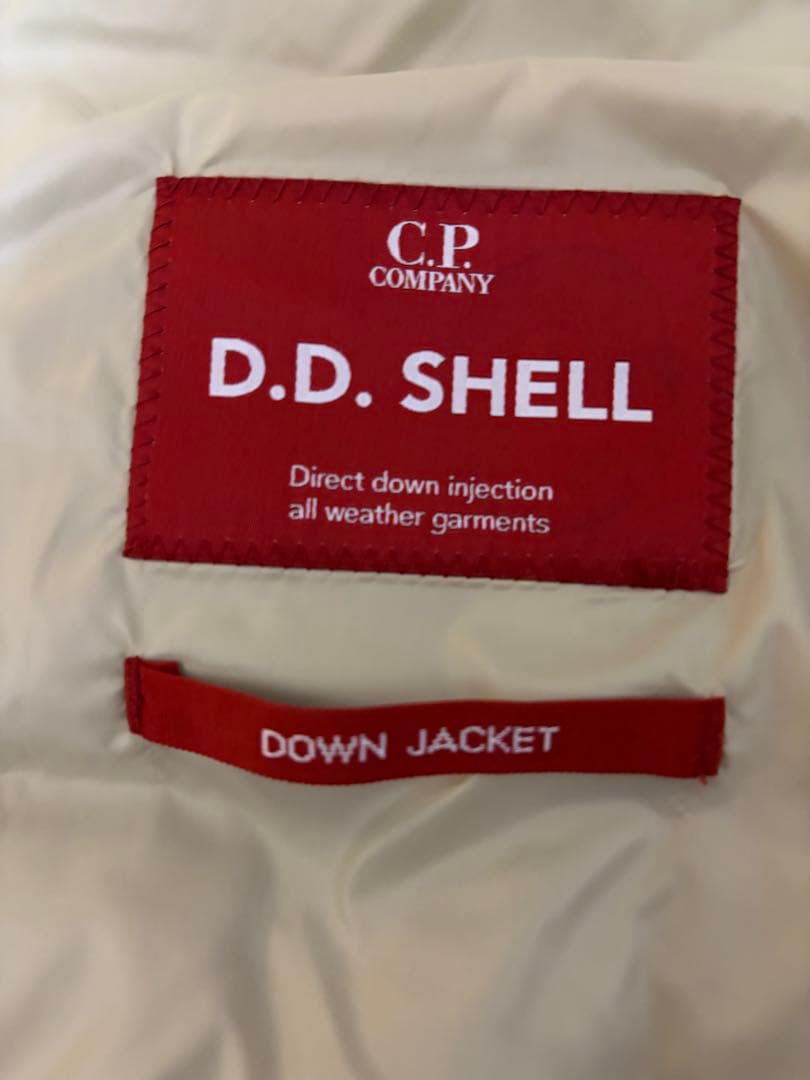 C.P.
COMPANY
D.D. SHELL
Direct down injection
all weather garments
DOWN JACKET